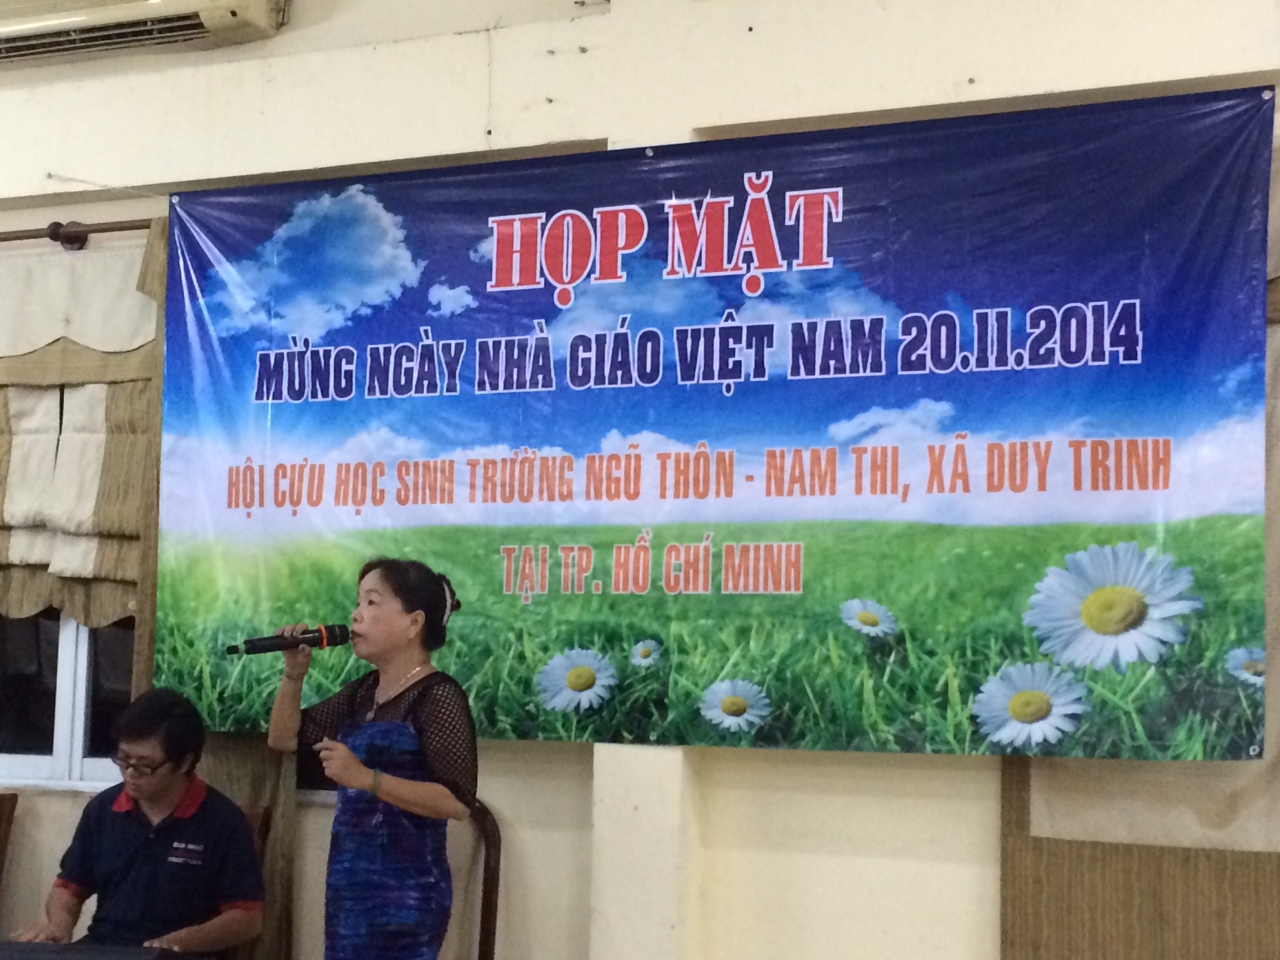 HỌP MẶT
MỪNG NGÀY NHÀ GIÁO VIỆT NAM 20.11.2014
HỘI CỰU HỌC SINH TRƯỜNG NGŨ THÔN - NAM THI, XÃ DUY TRINH
TẠI TP. HỒ CHÍ MINH